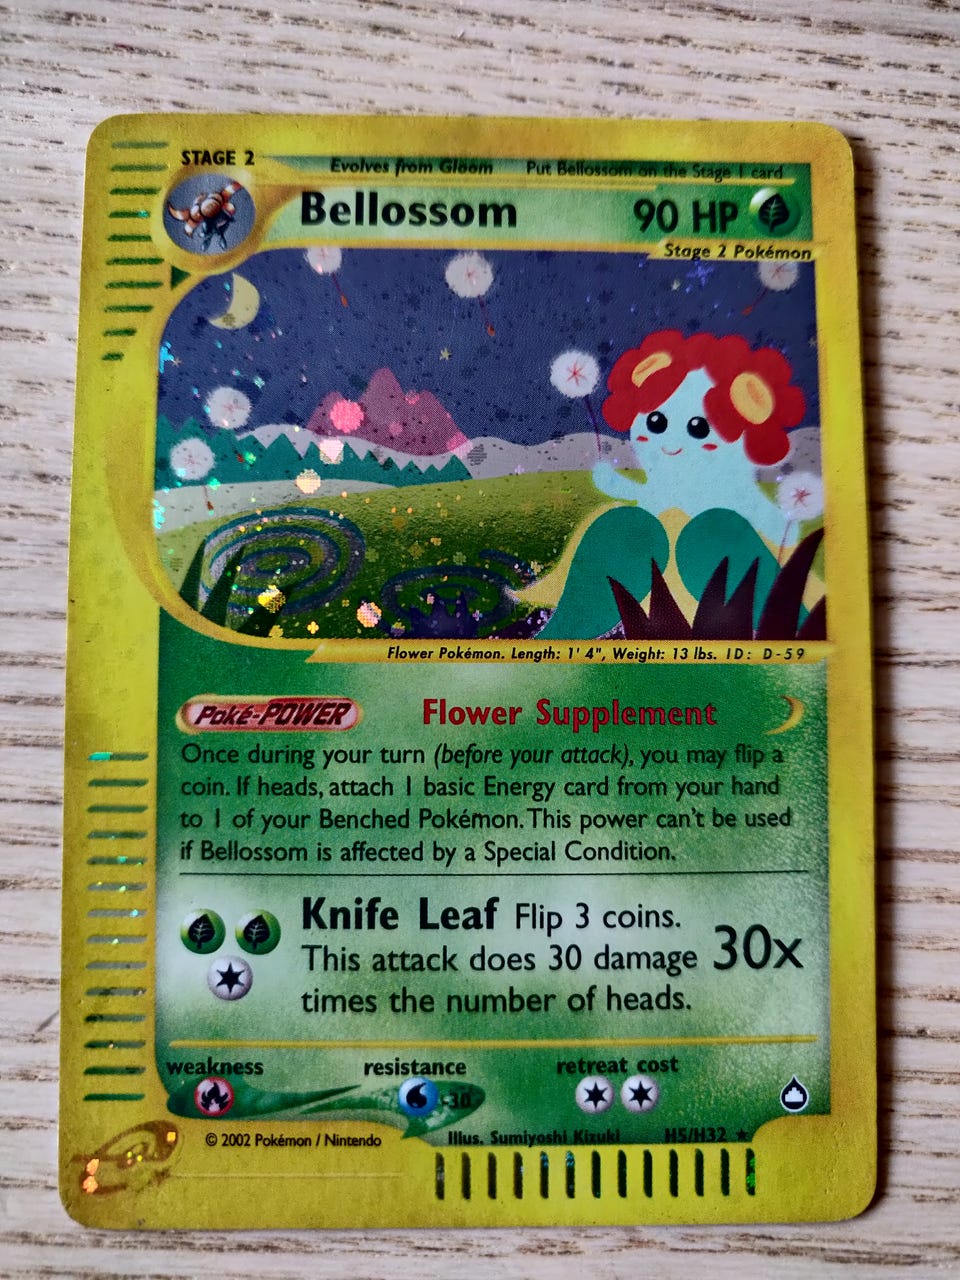 STAGE 2
Evolves from Gloom Put Bellossom on the Stage 1 card
Bellossom 90 HP
Stage 2 Pokémon
Flower Pokémon. Length: 1' 4", Weight: 13 lbs. ID: D-59
Poké-POWER Flower Supplement
Once during your turn (before your attack), you may flip a
coin. If heads, attach 1 basic Energy card from your hand
to 1 of your Benched Pokémon. This power can't be used
if Bellossom is affected by a Special Condition.
Knife Leaf Flip 3 coins.
This attack does 30 damage 30x
times the number of heads.
weakness resistance retreat cost
-30
© 2002 Pokémon / Nintendo Illus. Sumiyoshi Kizuki H5/H32 ★